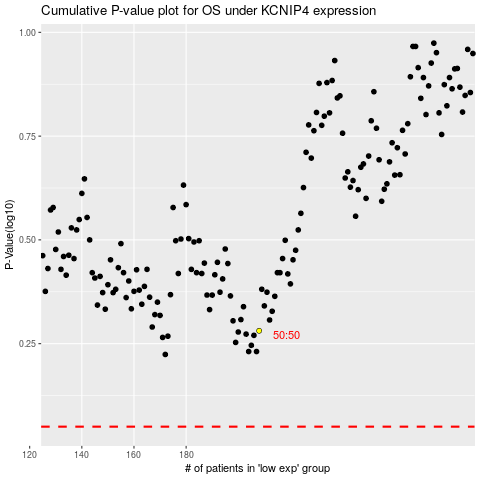 Cumulative P-value plot for OS under KCNIP4 expression
1.00
0.75
0.50
0.25
P-Value(log10)
50:50
120 140 160 180
# of patients in 'low exp' group